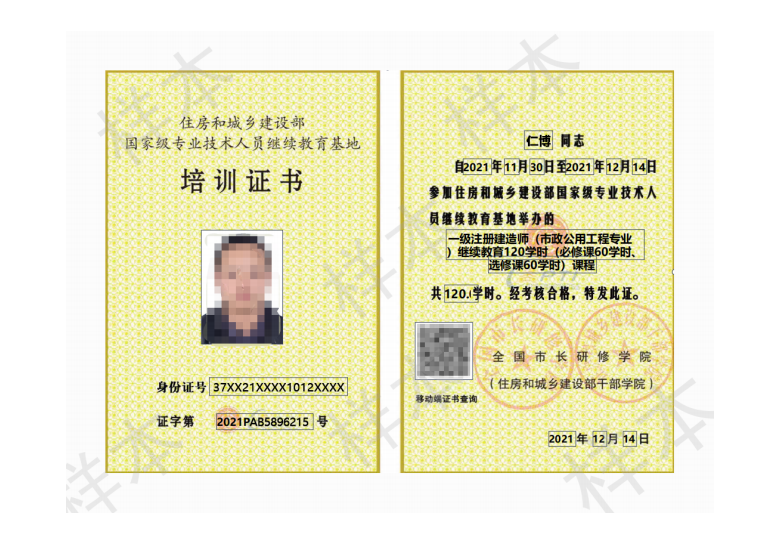 住房和城乡建设部
国家级专业技术人员继续教育基地
培训证书
身份证号 37XX21XXXX1012XXXX
证字第 2021PAB5896215 号
仁博 同志
自2021年11月30日至2021年12月14日
参加住房和城乡建设部国家级专业技术人
员继续教育基地举办的
一级注册建造师（市政公用工程专业
）继续教育120学时（必修课60学时、
选修课60学时）课程
共120.学时。经考核合格，特发此证。
全国市长研修学院
（住房和城乡建设部干部学院）
移动端证书查询
2021年12月14日
样本
样本
样本
样本
样本
样本